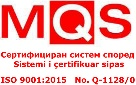 MQS
Сертифициран систем според
Sistemi i çertifikuar sipas
ISO 9001:2015 No. Q-1128/0